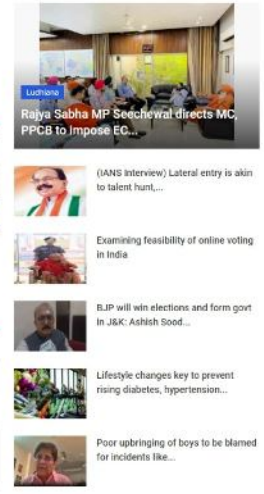 Ludhiana
Rajya Sabha MP Seechewal directs MC,
PPCB to Impose EC...
(IANS Interview) Lateral entry is akin
to talent hunt,...
Examining feasibility of online voting
in India
BJP will win elections and form govt
in J&K: Ashish Sood...
Lifestyle changes key to prevent
rising diabetes, hypertension...
Poor upbringing of boys to be blamed
for incidents like...